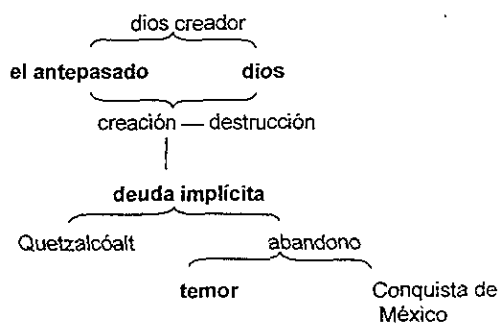 dios creador
el antepasado dios
creación — destrucción
deuda implícita
Quetzalcóalt abandono
temor Conquista de
México